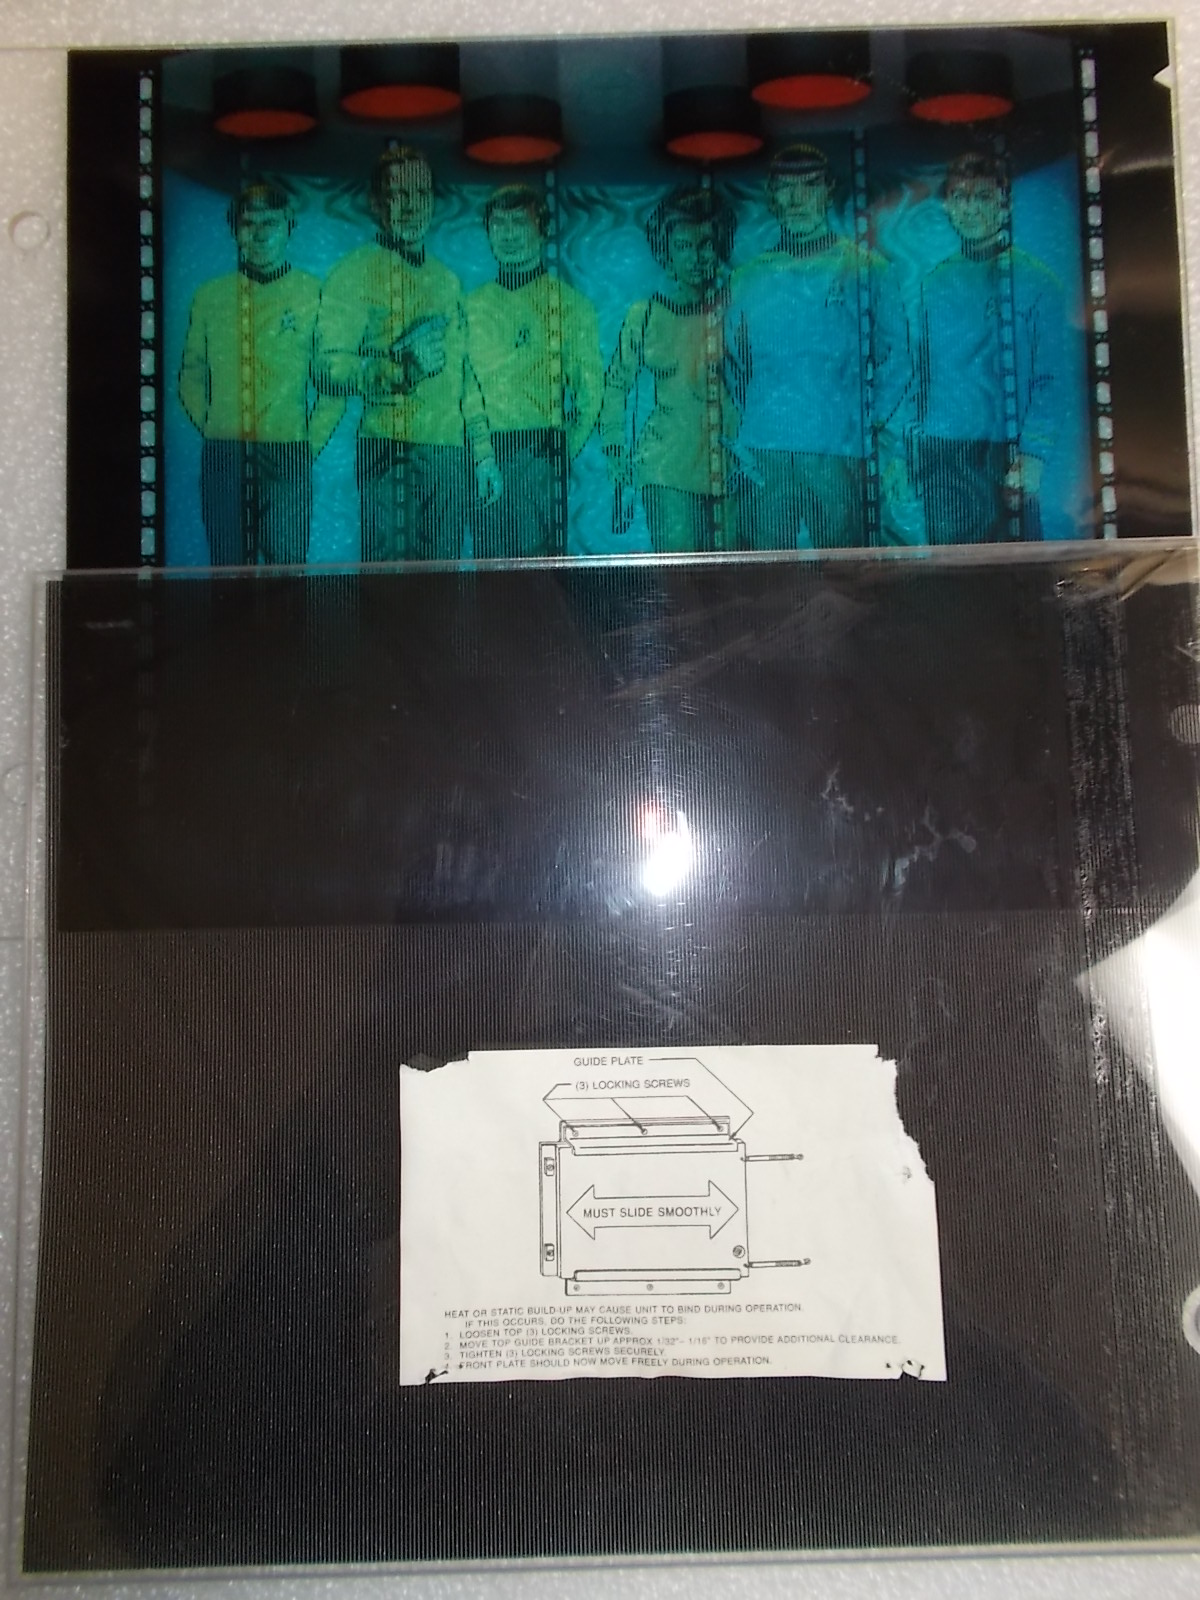 GUIDE PLATE
(3) LOCKING SCREWS
MUST SLIDE SMOOTHLY
HEAT OR STATIC BUILD-UP MAY CAUSE UNIT TO BIND DURING OPERATION.
IF THIS OCCURS, DO THE FOLLOWING STEPS:
1. LOOSEN TOP (3) LOCKING SCREWS.
2. MOVE TOP GUIDE BRACKET UP APPROX 1/32"- 1/16" TO PROVIDE ADDITIONAL CLEARANCE.
3. TIGHTEN (3) LOCKING SCREWS SECURELY.
4. FRONT PLATE SHOULD NOW MOVE FREELY DURING OPERATION.